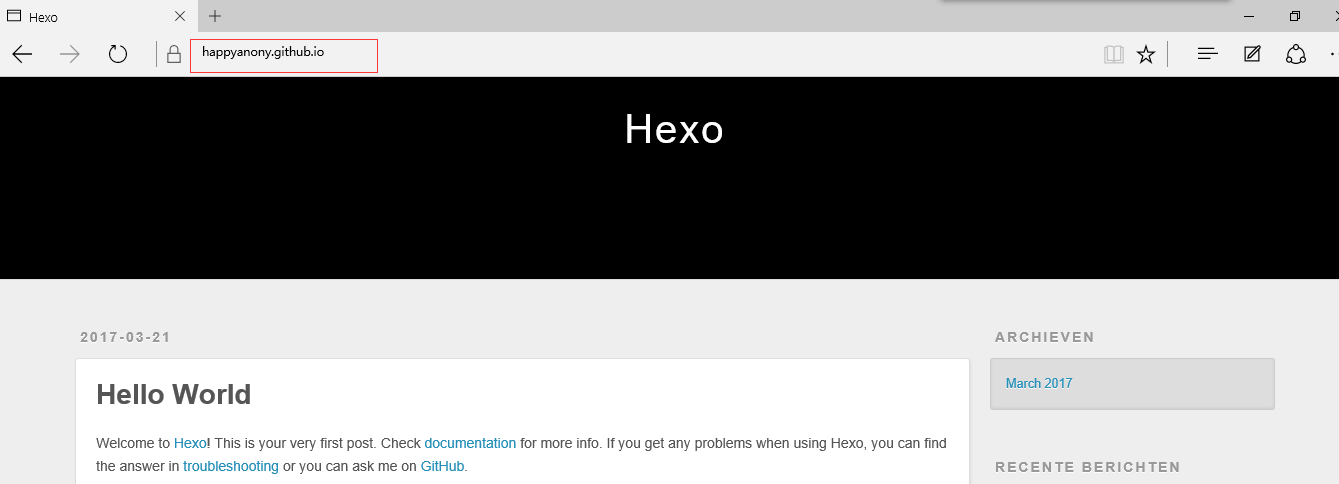 Hexo
happyanony.github.io
Hexo
2017-03-21
Hello World
Welcome to Hexo! This is your very first post. Check documentation for more info. If you get any problems when using Hexo, you can find
the answer in troubleshooting or you can ask me on GitHub.
ARCHIEVEN
March 2017
RECENTE BERICHTEN